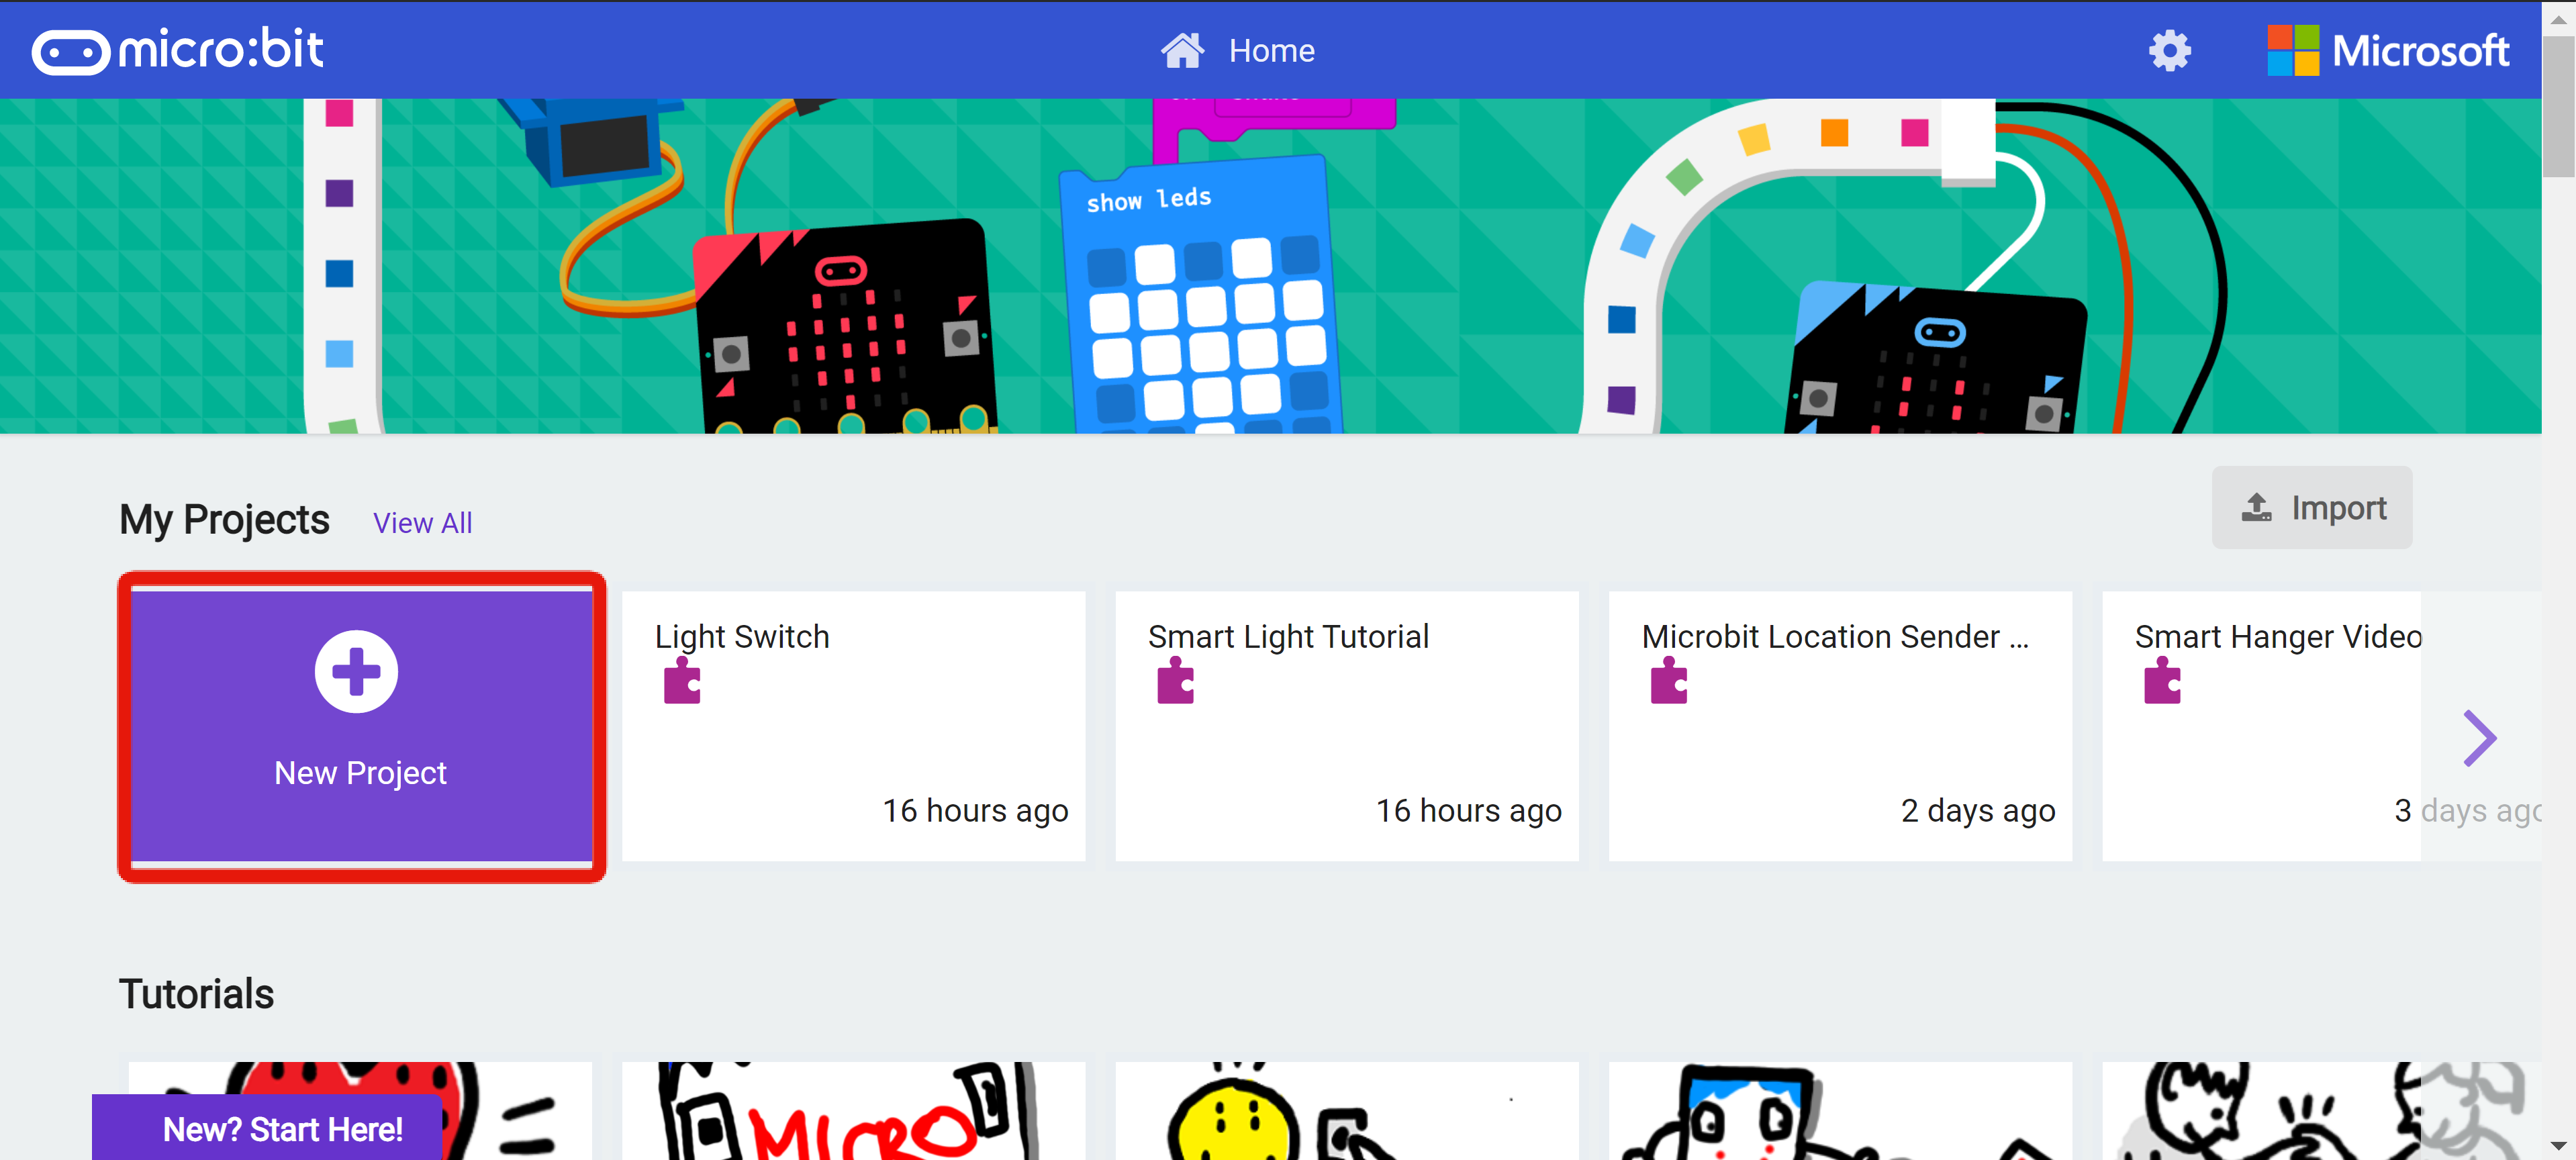 micro:bit
Home
Microsoft
show leds
My Projects View All
Import
New Project
Light Switch
16 hours ago
Smart Light Tutorial
16 hours ago
Microbit Location Sender ...
2 days ago
Smart Hanger Video
3 days ago
Tutorials
New? Start Here!
MICRO